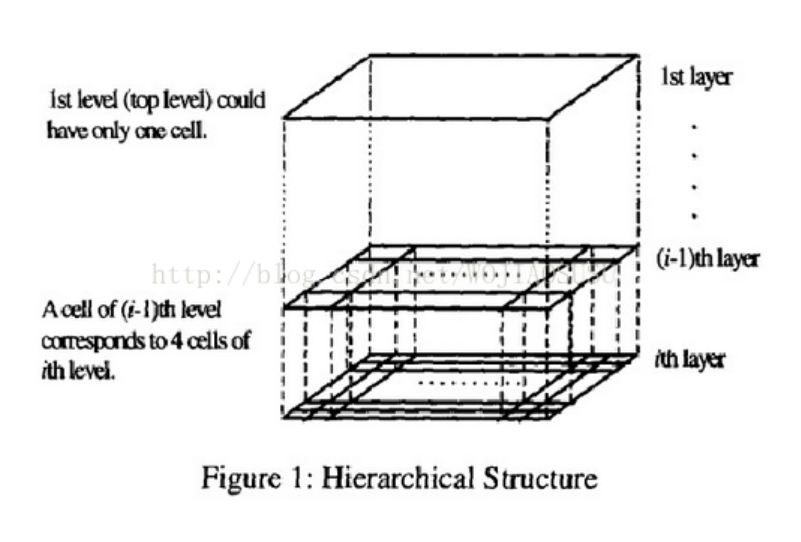 1st level (top level) could
have only one cell.
1st layer
(i-1)th layer
A cell of (i-1)th level
corresponds to 4 cells of
ith level.
ith layer
Figure 1: Hierarchical Structure